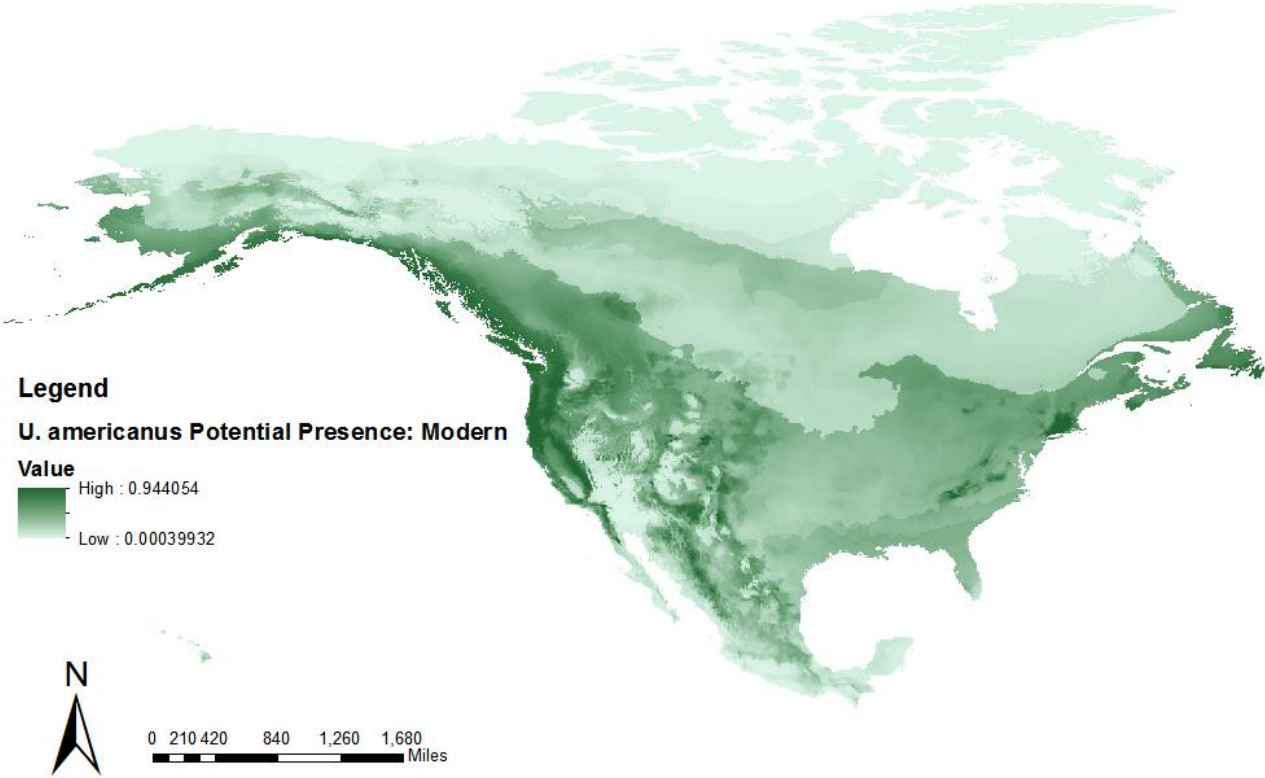 Legend
U. americanus Potential Presence: Modern
Value
High : 0.944054
Low : 0.00039932
N
0 210 420 840 1,260 1,680
Miles